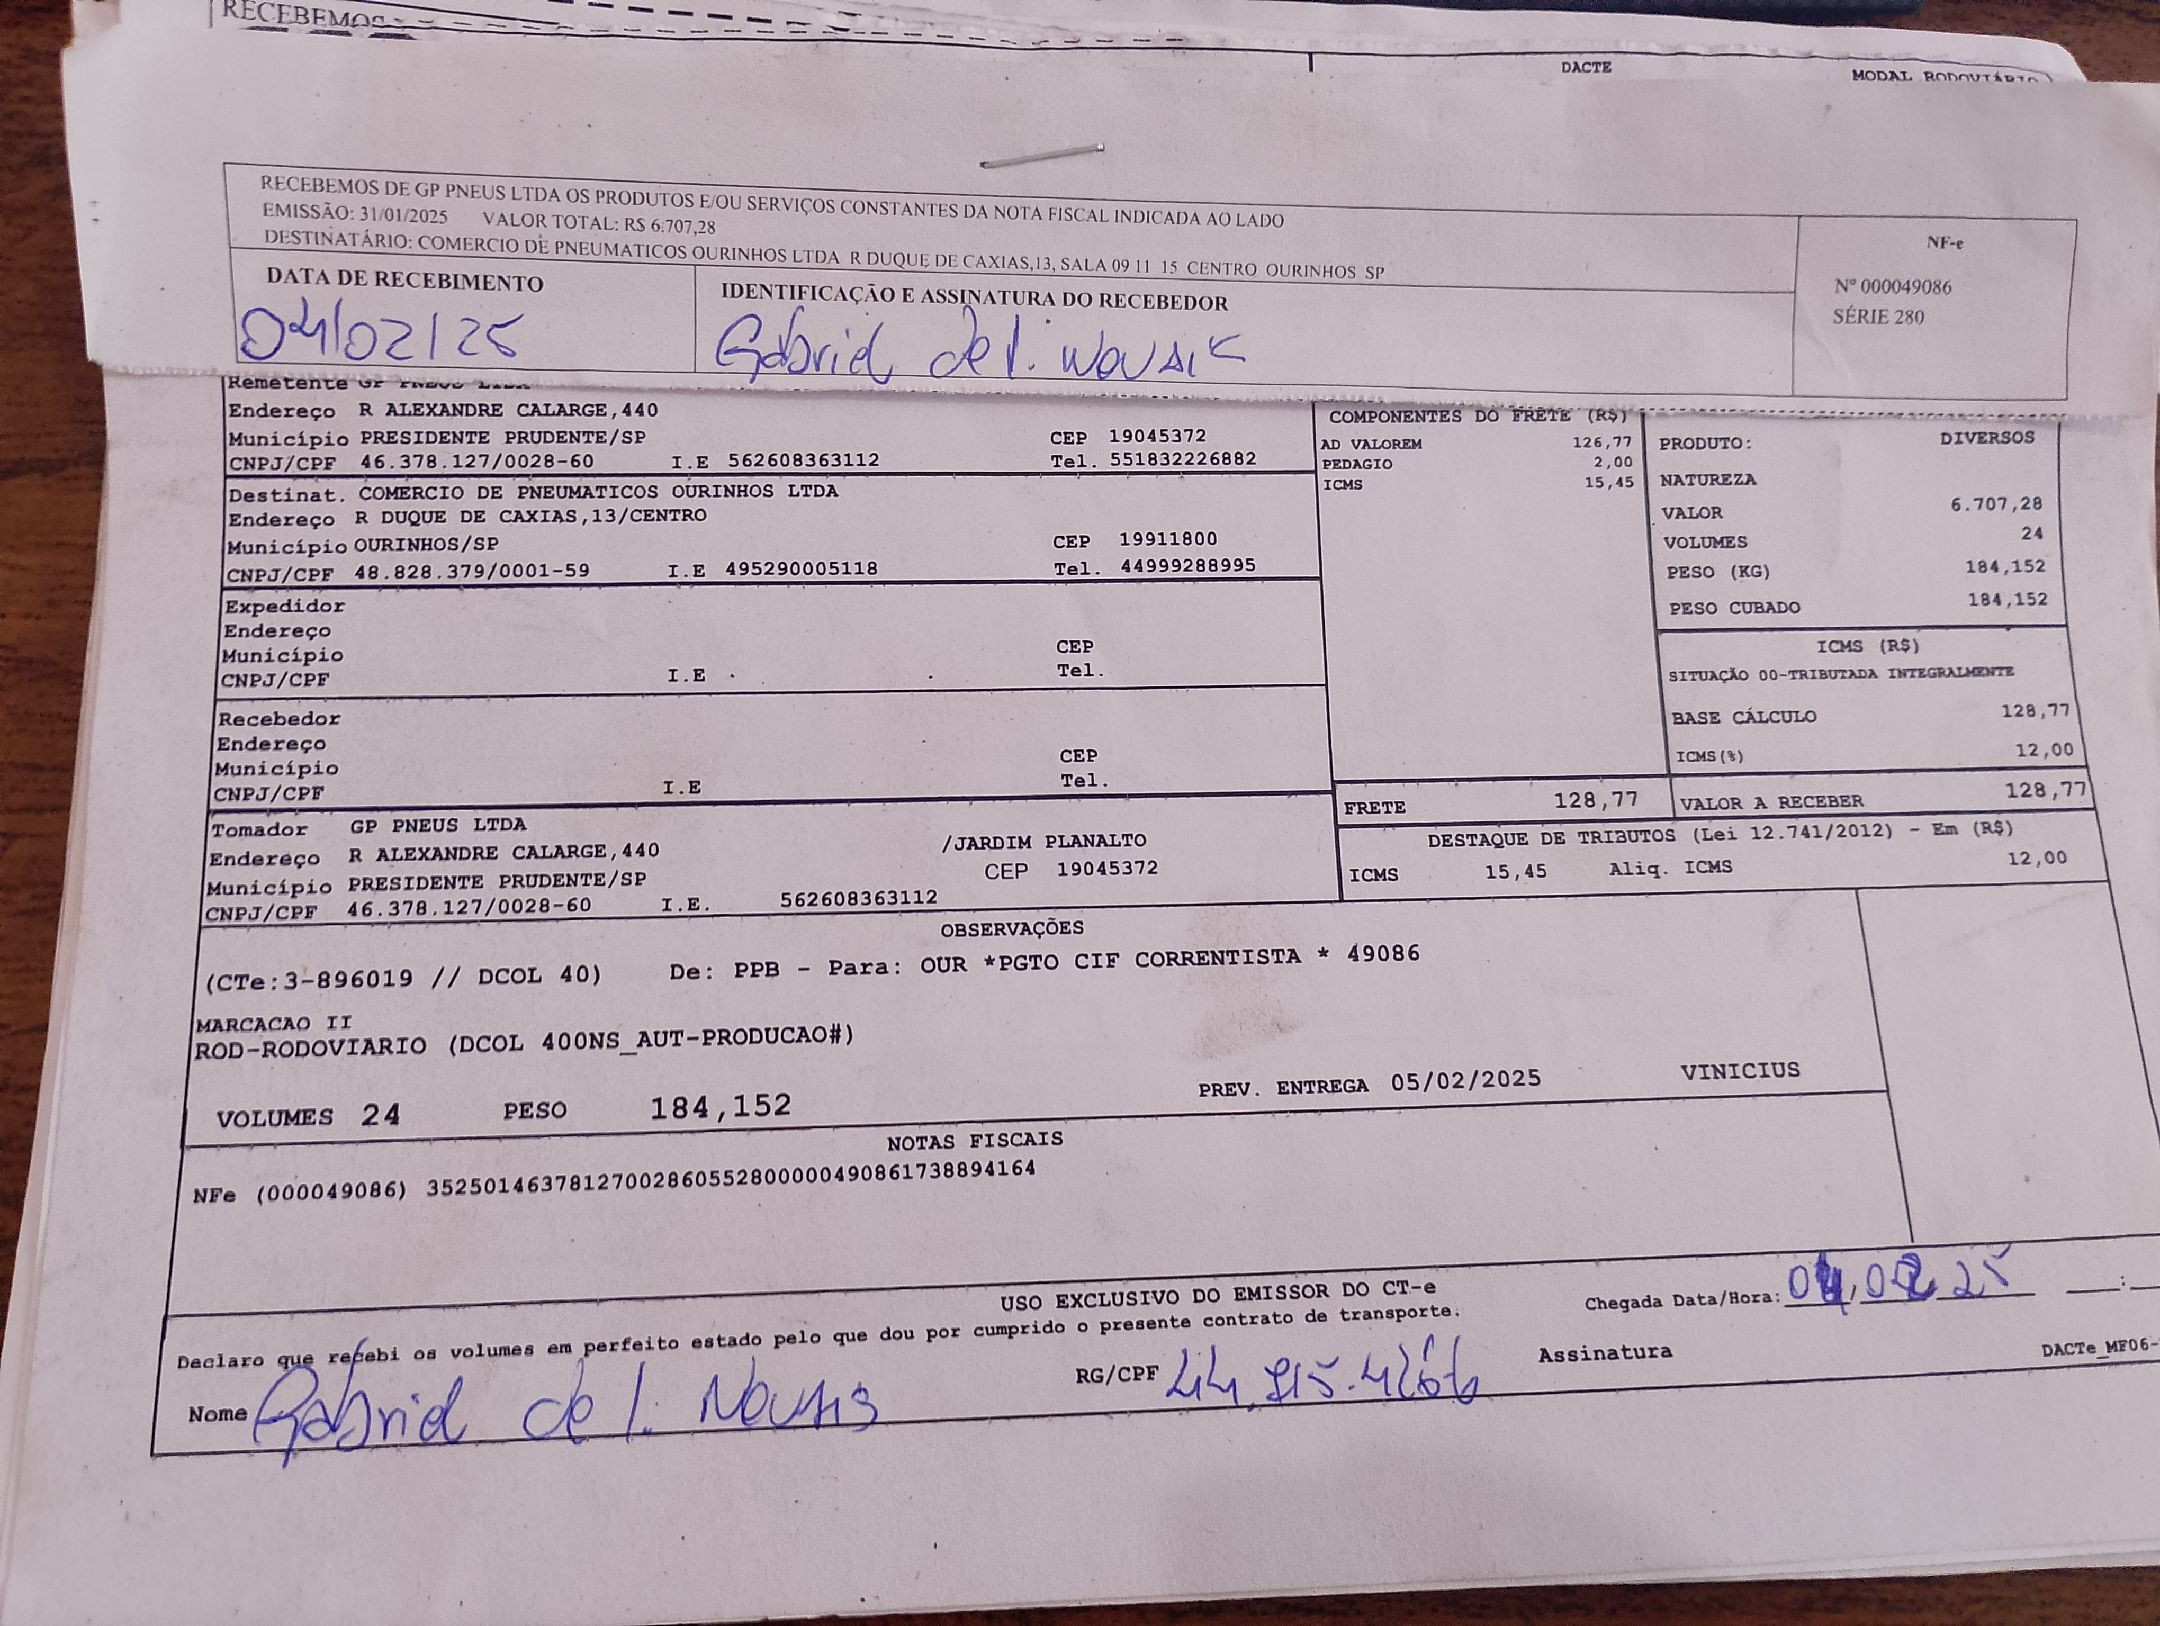 RECEBEMOS
DACTE
MODAL RODOVIÁRIO
RECEBEMOS DE GP PNEUS LTDA OS PRODUTOS E/OU SERVIÇOS CONSTANTES DA NOTA FISCAL INDICADA AO LADO
EMISSÃO: 31/01/2025 VALOR TOTAL: R$ 6.707,28
DESTINATÁRIO: COMERCIO DE PNEUMATICOS OURINHOS LTDA R DUQUE DE CAXIAS,13, SALA 09 11 15 CENTRO OURINHOS SP
NF-e
Nº 000049086
SÉRIE 280
DATA DE RECEBIMENTO
04/02/25
IDENTIFICAÇÃO E ASSINATURA DO RECEBEDOR
Gabriel de
Remetente GP PNEUS LTDA
Endereço R ALEXANDRE CALARGE,440
Município PRESIDENTE PRUDENTE/SP CEP 19045372
CNPJ/CPF 46.378.127/0028-60 I.E 562608363112 Tel. 551832226882
Destinat. COMERCIO DE PNEUMATICOS OURINHOS LTDA
Endereço R DUQUE DE CAXIAS,13/CENTRO
Município OURINHOS/SP CEP 19911800
CNPJ/CPF 48.828.379/0001-59 I.E 495290005118 Tel. 44999288995
Expedidor
Endereço
Município CEP
CNPJ/CPF I.E Tel.
Recebedor
Endereço
Município CEP
CNPJ/CPF I.E Tel.
Tomador GP PNEUS LTDA
Endereço R ALEXANDRE CALARGE,440 /JARDIM PLANALTO
Município PRESIDENTE PRUDENTE/SP CEP 19045372
CNPJ/CPF 46.378.127/0028-60 I.E. 562608363112
COMPONENTES DO FRETE (R$)
AD VALOREM 126,77
PEDAGIO 2,00
ICMS 15,45
PRODUTO: DIVERSOS
NATUREZA
VALOR 6.707,28
VOLUMES 24
PESO (KG) 184,152
PESO CUBADO 184,152
ICMS (R$)
SITUAÇÃO 00-TRIBUTADA INTEGRALMENTE
BASE CÁLCULO 128,77
ICMS(%) 12,00
FRETE 128,77 VALOR A RECEBER 128,77
DESTAQUE DE TRIBUTOS (Lei 12.741/2012) - Em (R$)
ICMS 15,45 Aliq. ICMS 12,00
OBSERVAÇÕES
(CTe:3-896019 // DCOL 40) De: PPB - Para: OUR *PGTO CIF CORRENTISTA * 49086
MARCACAO II
ROD-RODOVIARIO (DCOL 400NS_AUT-PRODUCAO#)
VOLUMES 24 PESO 184,152 PREV. ENTREGA 05/02/2025 VINICIUS
NOTAS FISCAIS
NFe (000049086) 35250146378127002860552800000490861738894164
USO EXCLUSIVO DO EMISSOR DO CT-e
Declaro que recebi os volumes em perfeito estado pelo que dou por cumprido o presente contrato de transporte.
Chegada Data/Hora: 04,02 25 :
Nome Gabriel de RG/CPF Assinatura
DACTe_MF06-